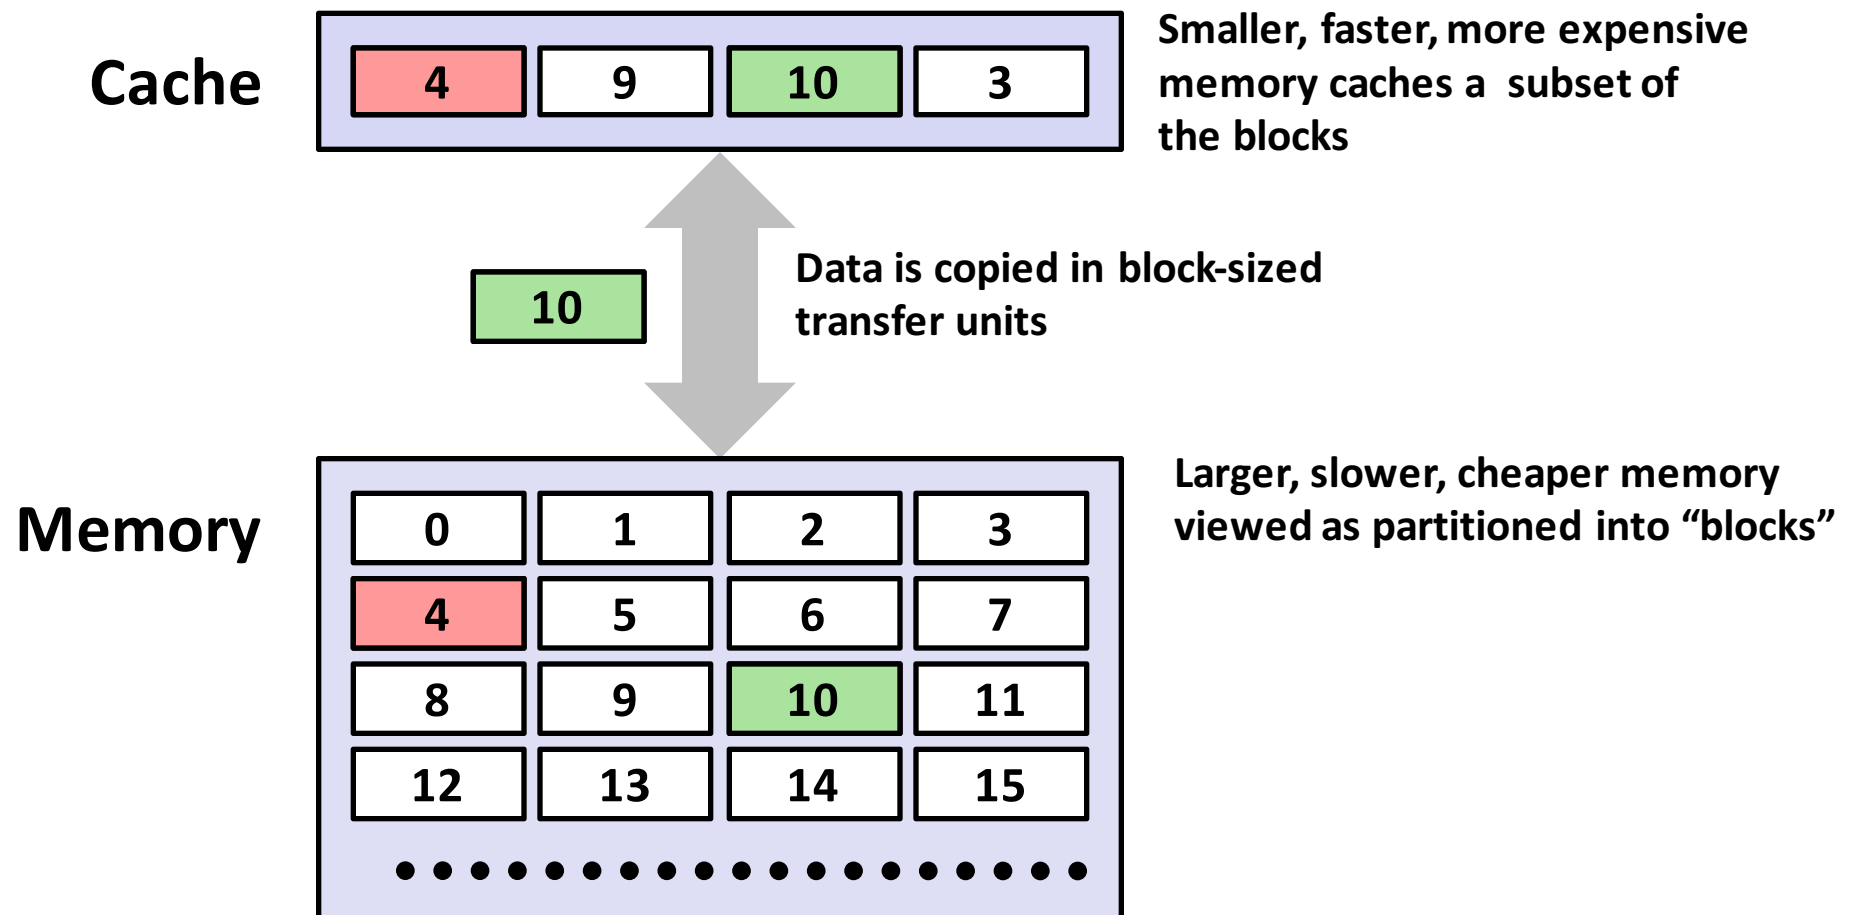 Cache
4 9 10 3
Smaller, faster, more expensive
memory caches a subset of
the blocks
10
Data is copied in block-sized
transfer units
Memory
0 1 2 3
4 5 6 7
8 9 10 11
12 13 14 15
Larger, slower, cheaper memory
viewed as partitioned into “blocks”